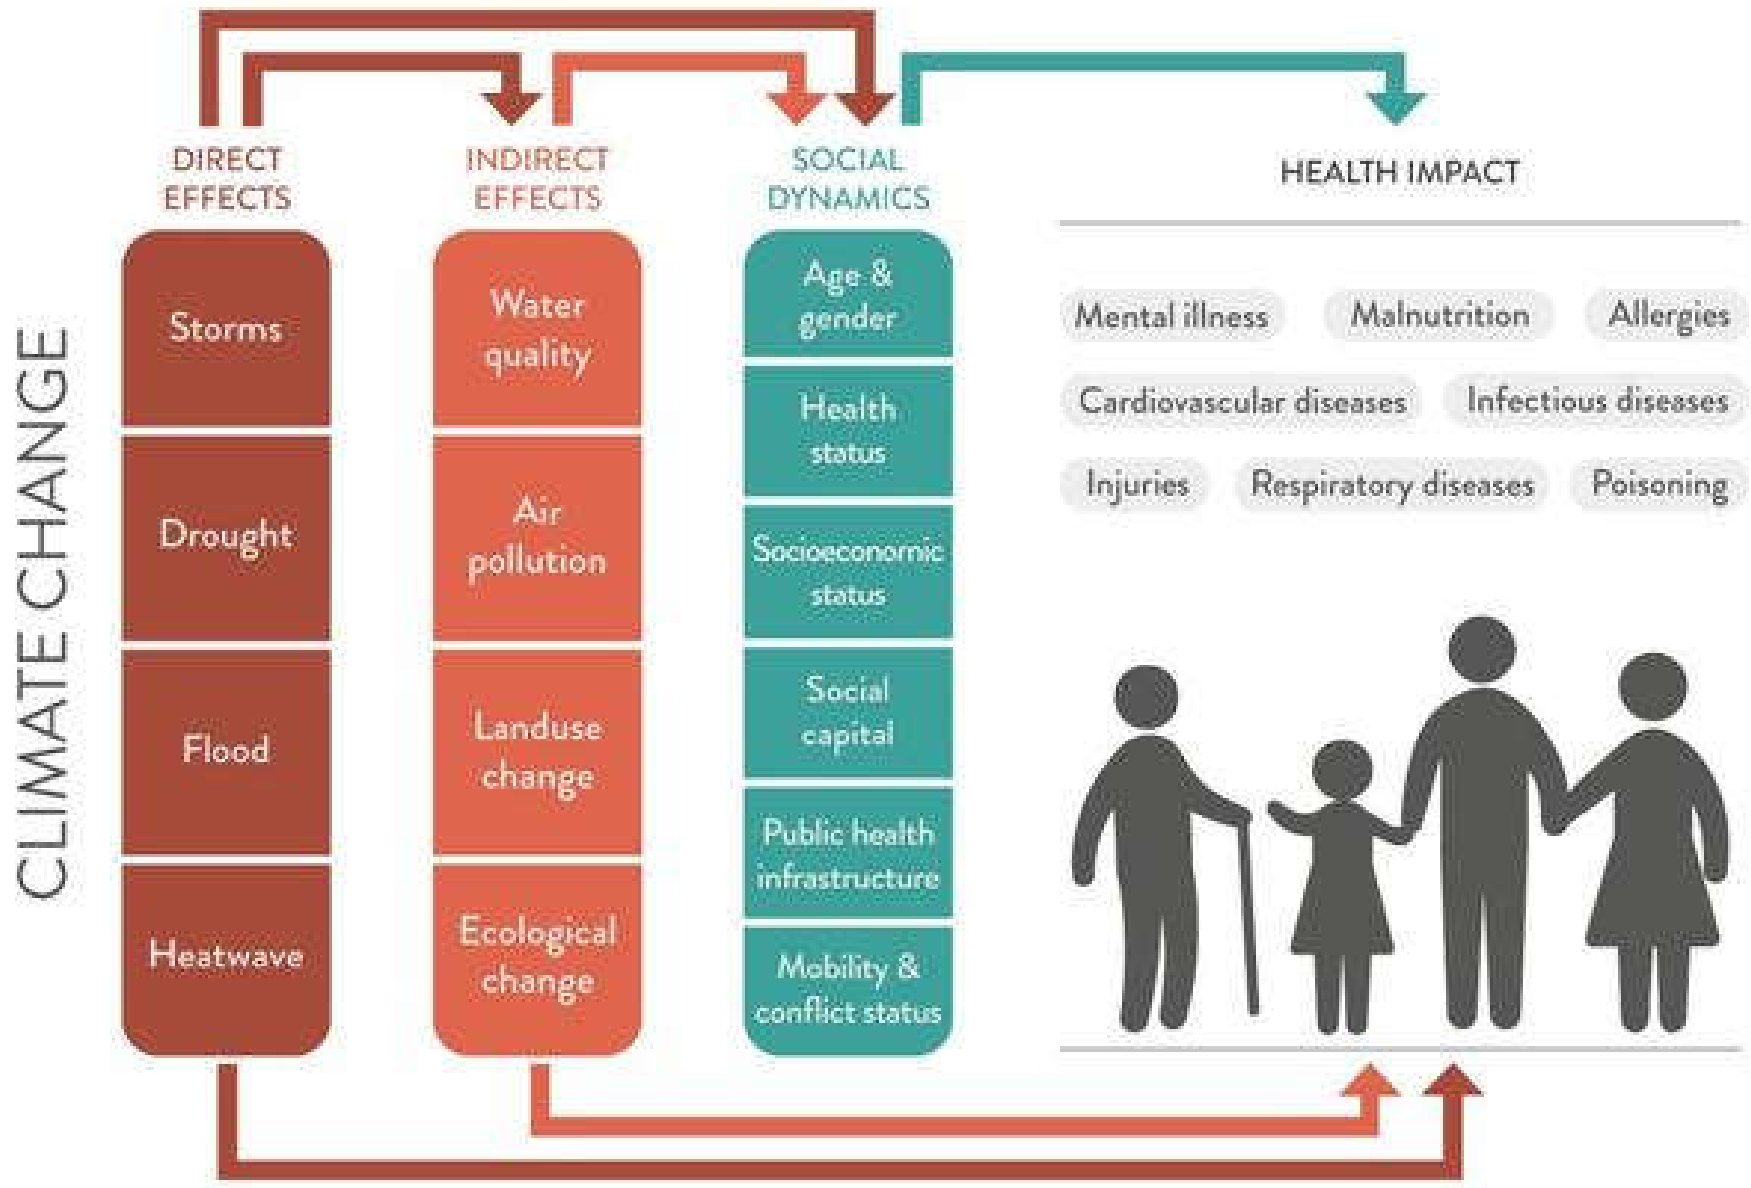 CLIMATE CHANGE
DIRECT
EFFECTS
Storms
Drought
Flood
Heatwave
INDIRECT
EFFECTS
Water
quality
Air
pollution
Landuse
change
Ecological
change
SOCIAL
DYNAMICS
Age &
gender
Health
status
Socioeconomic
status
Social
capital
Public health
infrastructure
Mobility &
conflict status
HEALTH IMPACT
Mental illness Malnutrition Allergies
Cardiovascular diseases Infectious diseases
Injuries Respiratory diseases Poisoning